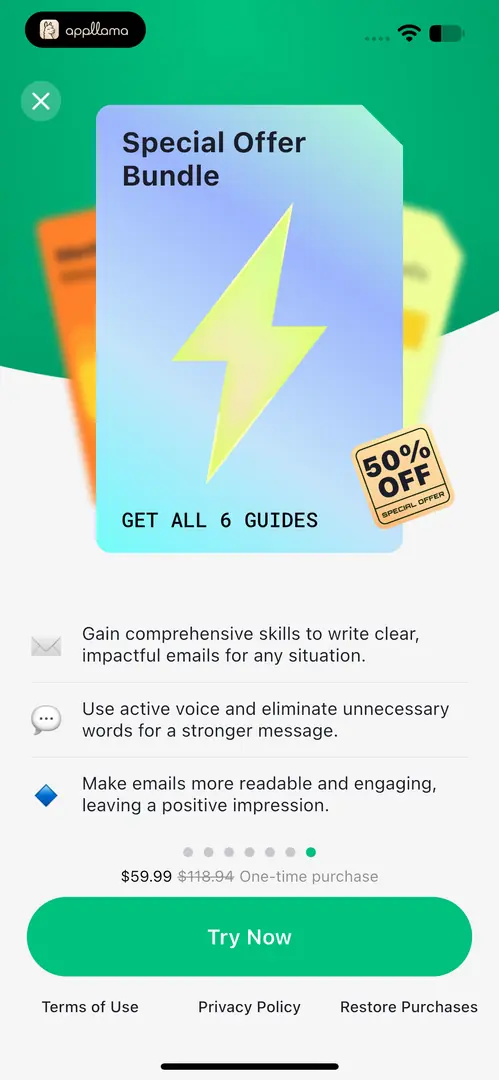 appllama
Special Offer
Bundle
50%
OFF
SPECIAL OFFER
GET ALL 6 GUIDES
Gain comprehensive skills to write clear,
impactful emails for any situation.
Use active voice and eliminate unnecessary
words for a stronger message.
Make emails more readable and engaging,
leaving a positive impression.
$59.99 $118.94 One-time purchase
Try Now
Terms of Use Privacy Policy Restore Purchases